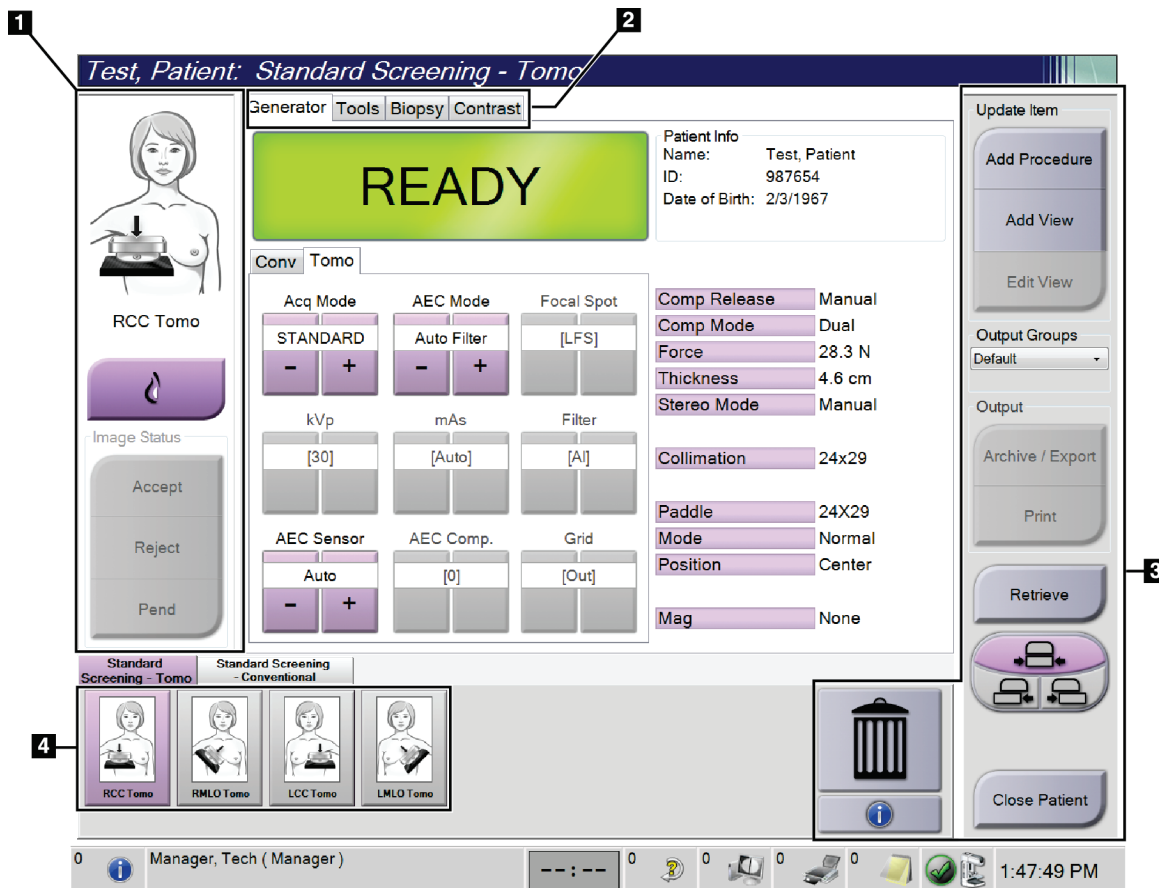 1
2
Test, Patient: Standard Screening - Tomo
Generator Tools Biopsy Contrast
READY
Patient Info
Name: Test, Patient
ID: 987654
Date of Birth: 2/3/1967
RCC Tomo
Image Status
Accept
Reject
Pend
Conv Tomo
Acq Mode AEC Mode Focal Spot
STANDARD Auto Filter [LFS]
- + - +
kVp mAs Filter
[30] [Auto] [Al]
AEC Sensor AEC Comp. Grid
Auto [0] [Out]
- +
Comp Release Manual
Comp Mode Dual
Force 28.3 N
Thickness 4.6 cm
Stereo Mode Manual
Collimation 24x29
Paddle 24X29
Mode Normal
Position Center
Mag None
Update Item
Add Procedure
Add View
Edit View
Output Groups
Default
Output
Archive / Export
Print
3
Retrieve
Close Patient
Standard
Screening - Tomo
Standard Screening
- Conventional
4
RCC Tomo RMLO Tomo LCC Tomo LMLO Tomo
i
0 i Manager, Tech ( Manager ) --:-- 0 ? 0 0 0 1:47:49 PM